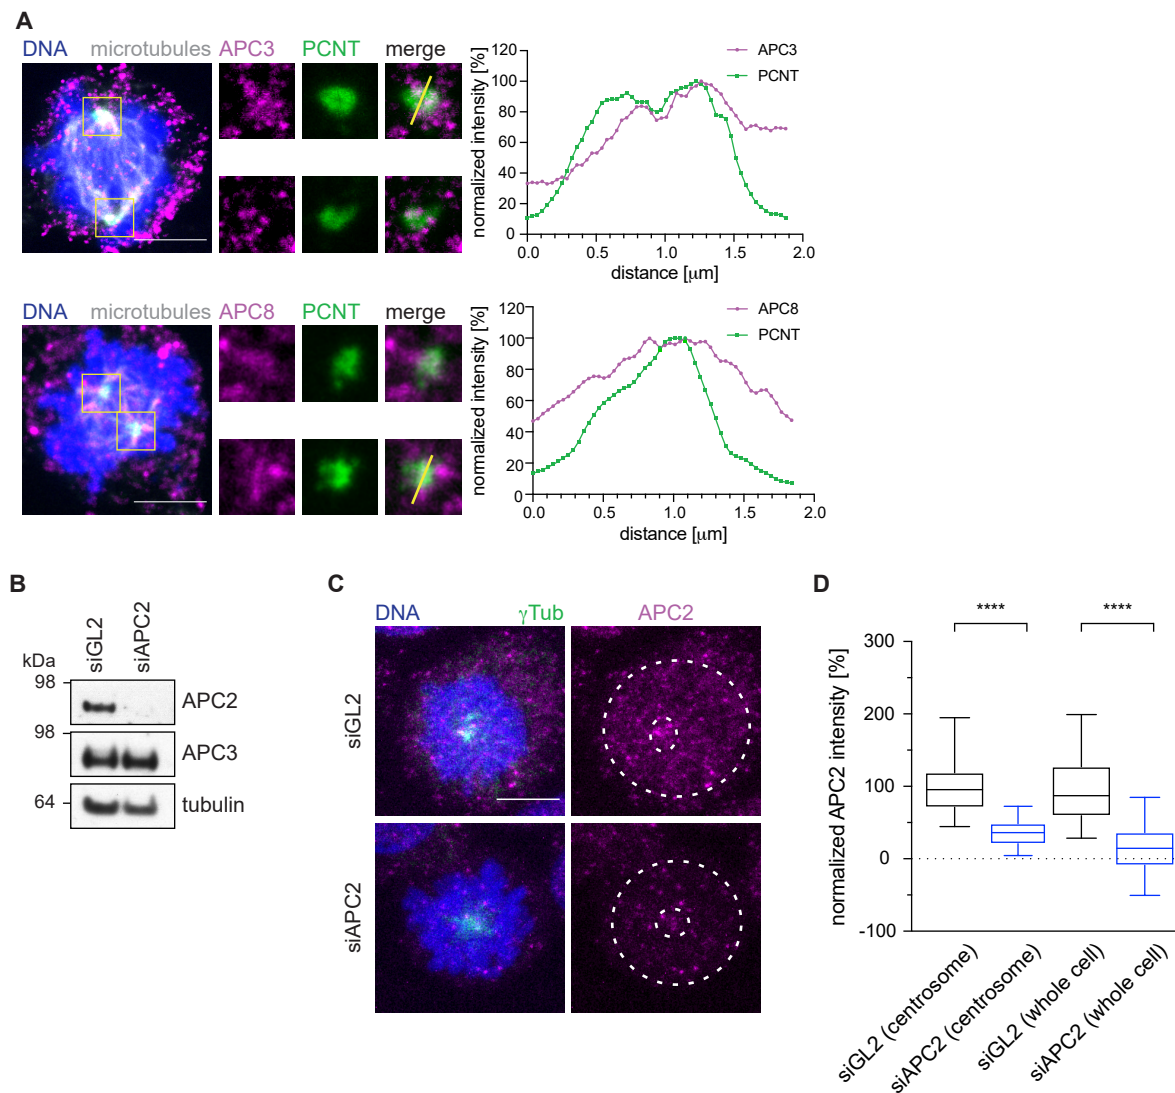 A
DNA microtubules APC3 PCNT merge
normalized intensity [%]
120
100
80
60
40
20
0
0.0 0.5 1.0 1.5 2.0
distance [μm]
APC3
PCNT
DNA microtubules APC8 PCNT merge
normalized intensity [%]
120
100
80
60
40
20
0
0.0 0.5 1.0 1.5 2.0
distance [μm]
APC8
PCNT
B
siGL2 siAPC2
kDa
98
APC2
98
APC3
64
tubulin
C
DNA γTub APC2
siGL2
siAPC2
D
**** ****
normalized APC2 intensity [%]
300
200
100
0
-100
siGL2 (centrosome)
siAPC2 (centrosome)
siGL2 (whole cell)
siAPC2 (whole cell)